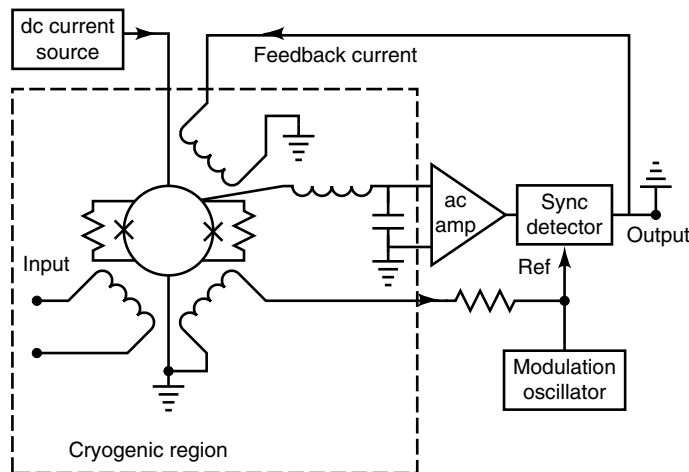 dc current
source
Feedback current
ac
amp
Sync
detector
Output
Input
Ref
Modulation
oscillator
Cryogenic region